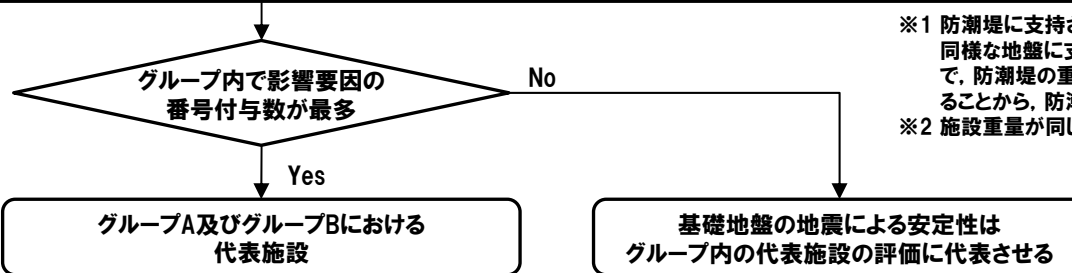 ※1 防潮堤に支持さ
同様な地盤に支
で，防潮堤の重
ることから，防潮
※2 施設重量が同じ
グループ内で影響要因の
番号付与数が最多
No
Yes
グループA及びグループBにおける
代表施設
基礎地盤の地震による安定性は
グループ内の代表施設の評価に代表させる